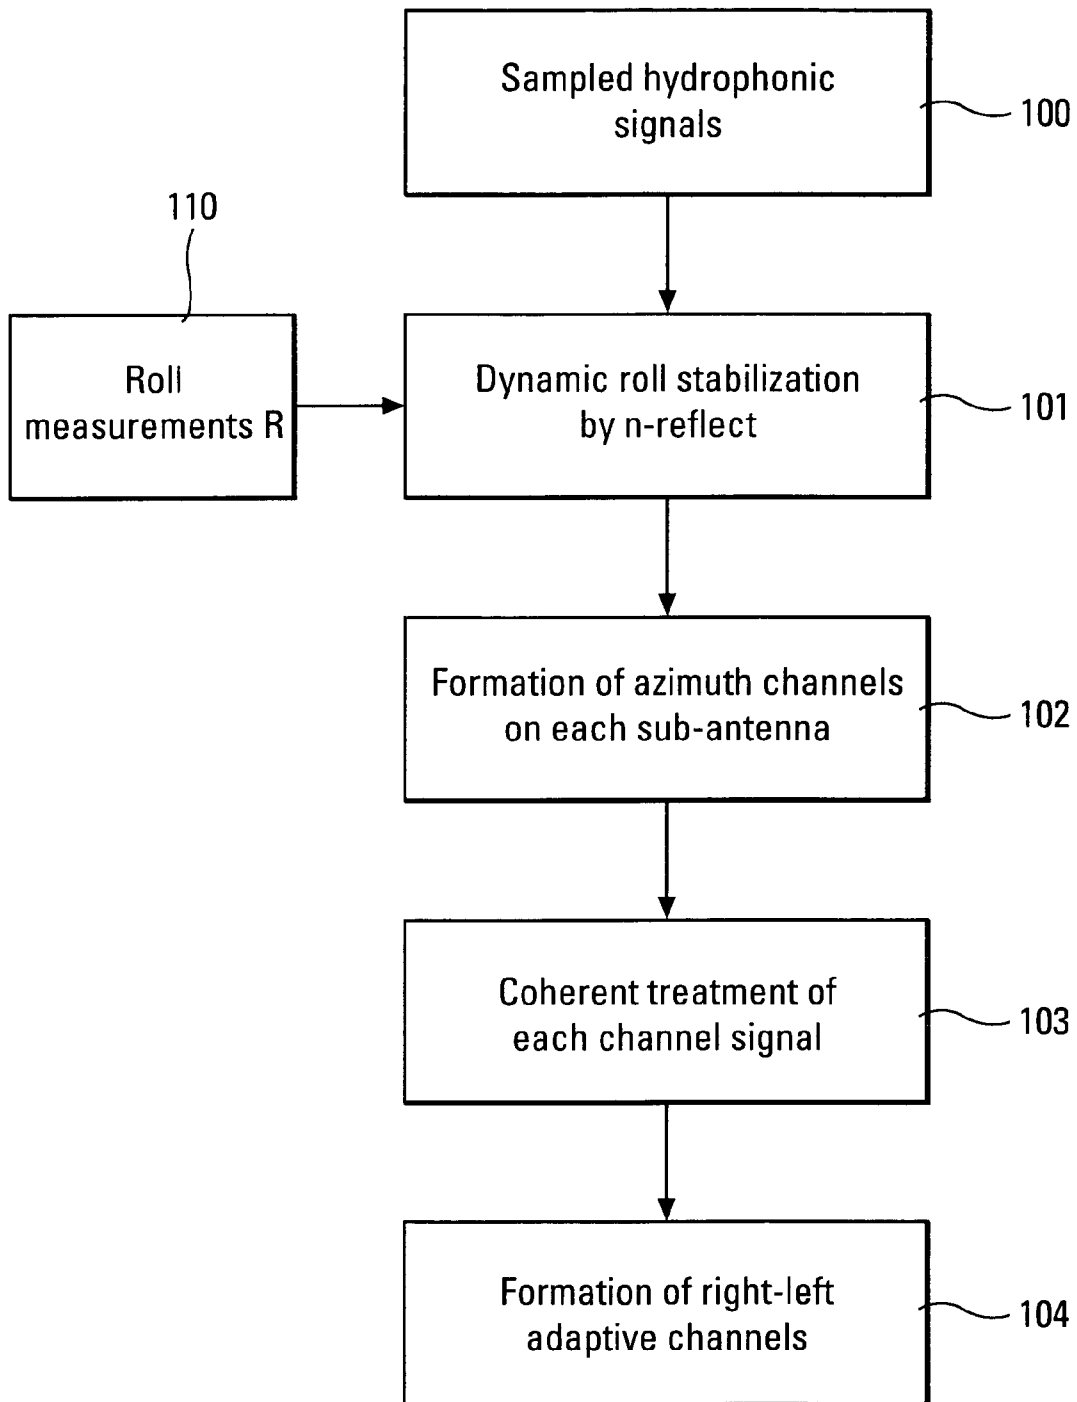 Sampled hydrophonic
signals
100
110
Roll
measurements R
Dynamic roll stabilization
by n-reflect
101
Formation of azimuth channels
on each sub-antenna
102
Coherent treatment of
each channel signal
103
Formation of right-left
adaptive channels
104